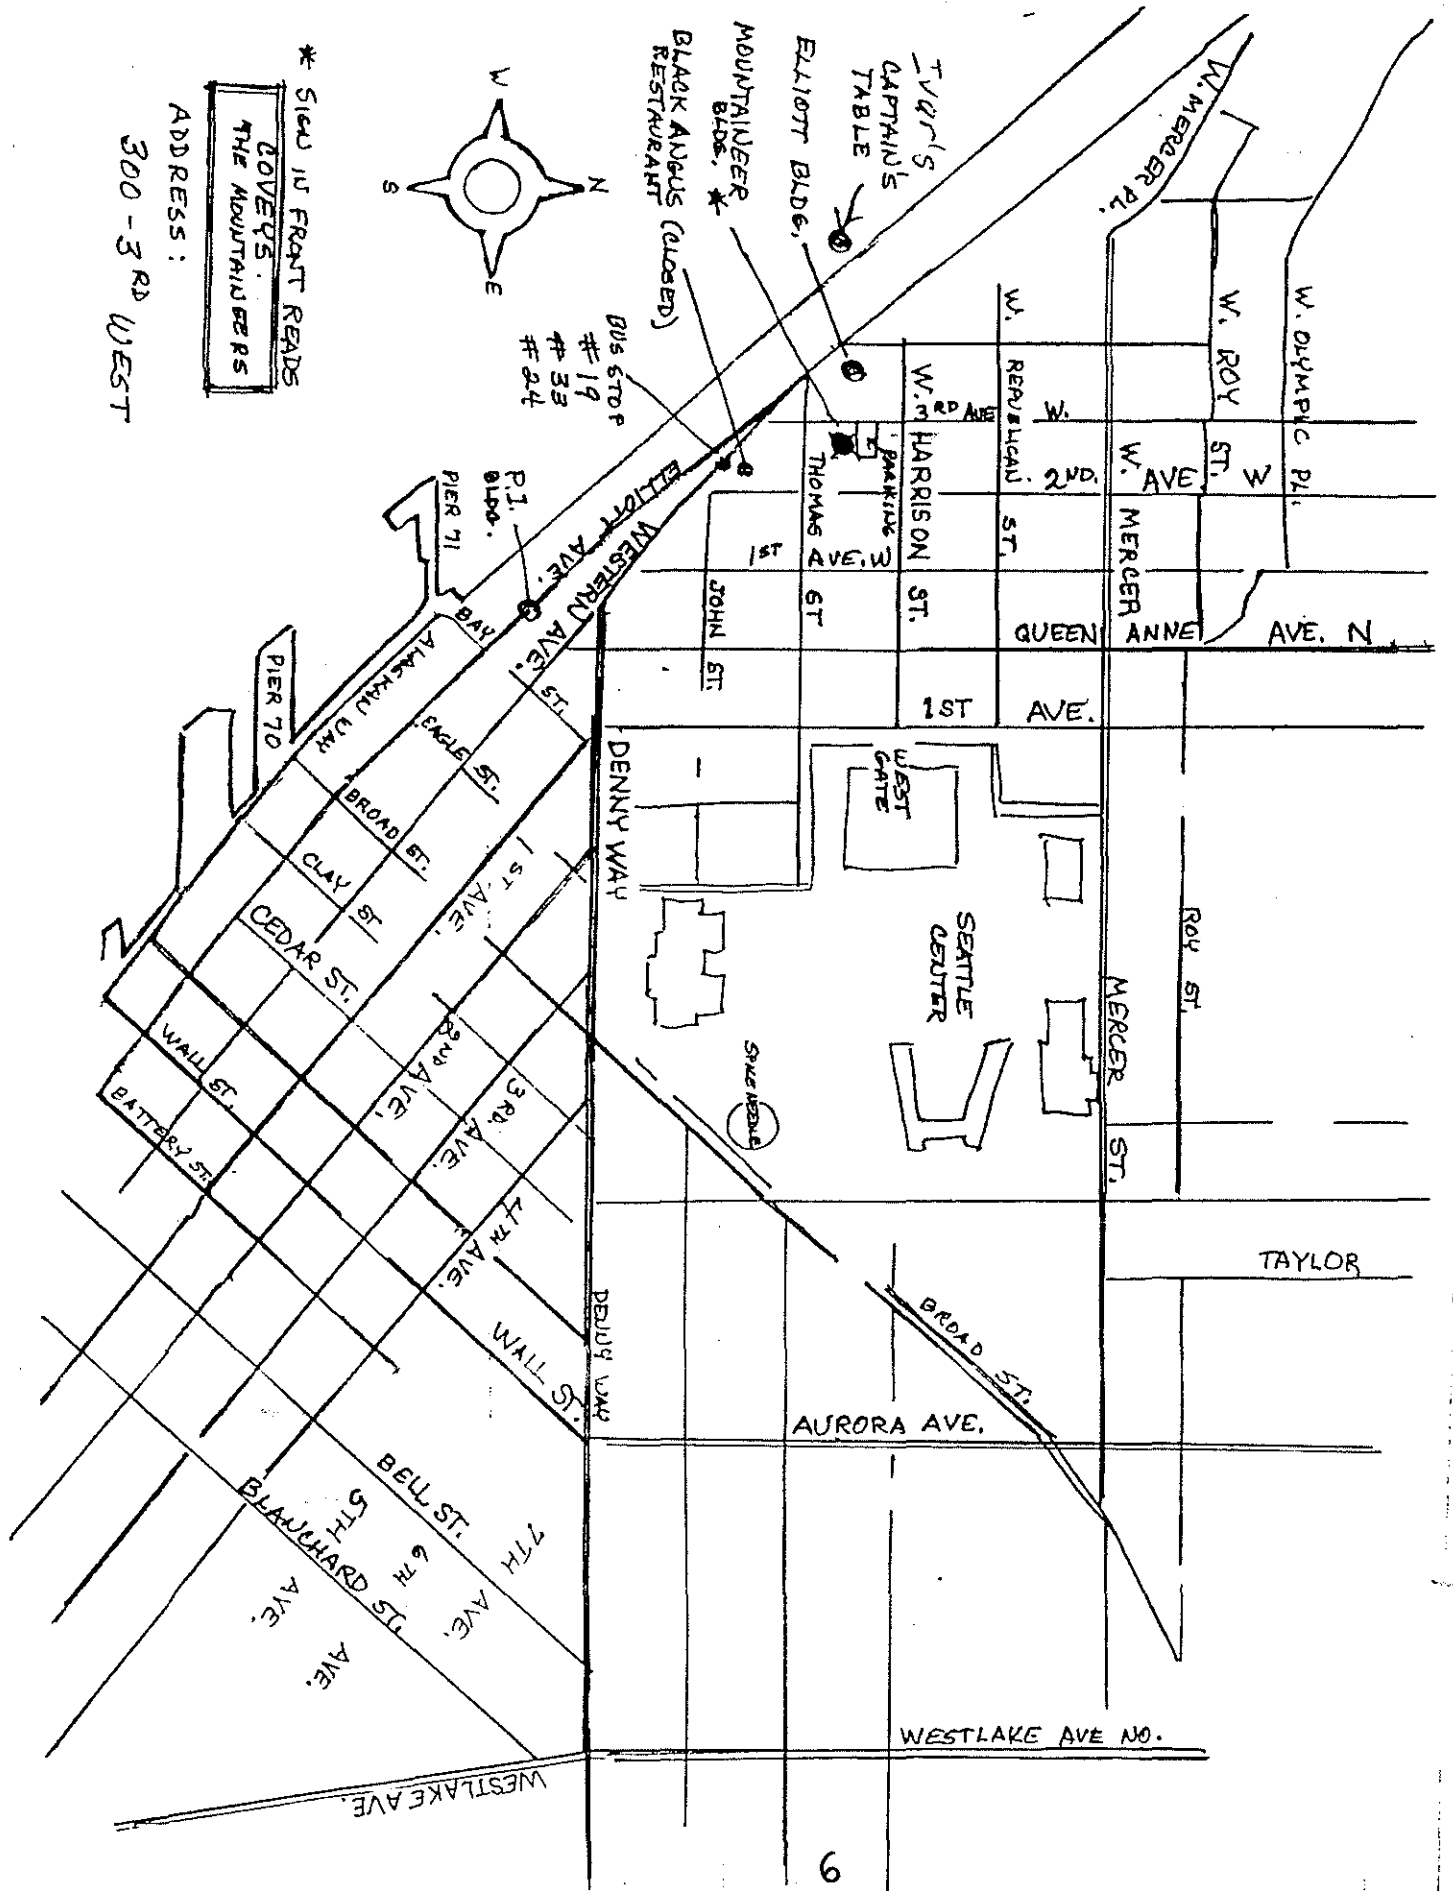 IVar's
CAPTAIN'S
TABLE
ELLIOTT BLDG.
MOUNTAINEER
BLDG. *
BLACK ANGUS (CLOSED)
RESTAURANT
BUS STOP
#19
#33
#24
P.I.
BLDG.
N
W
E
S
* SIGN IN FRONT READS
COVEYS.
THE MOUNTAINEERS
ADDRESS:
300 - 3RD WEST
W. MERCER PL.
W. OLYMPIC PL.
W. ROY ST.
W. MERCER
MERCER ST.
ROY ST.
W. REPUBLICAN ST.
W. HARRISON ST.
THOMAS ST
JOHN ST.
PARKING
3RD AVE W.
2ND. AVE W
1ST AVE. W
QUEEN ANNE AVE. N
1ST AVE.
WEST
GATE
SEATTLE
CENTER
SPACE NEEDLE
DENNY WAY
DENNY WAY
ELLIOTT AVE.
WESTERN AVE.
ALASKAN WAY
PIER 71
PIER 70
BAY ST.
EAGLE ST.
BROAD ST.
CLAY ST
CEDAR ST.
WALL ST.
BATTERY ST.
1ST. AVE.
2ND AVE.
3RD. AVE.
4TH AVE.
WALL ST.
BELL ST.
BLANCHARD ST.
5TH AVE.
6TH AVE.
7TH AVE.
BROAD ST.
TAYLOR
AURORA AVE.
WESTLAKE AVE NO.
WESTLAKE AVE.
6